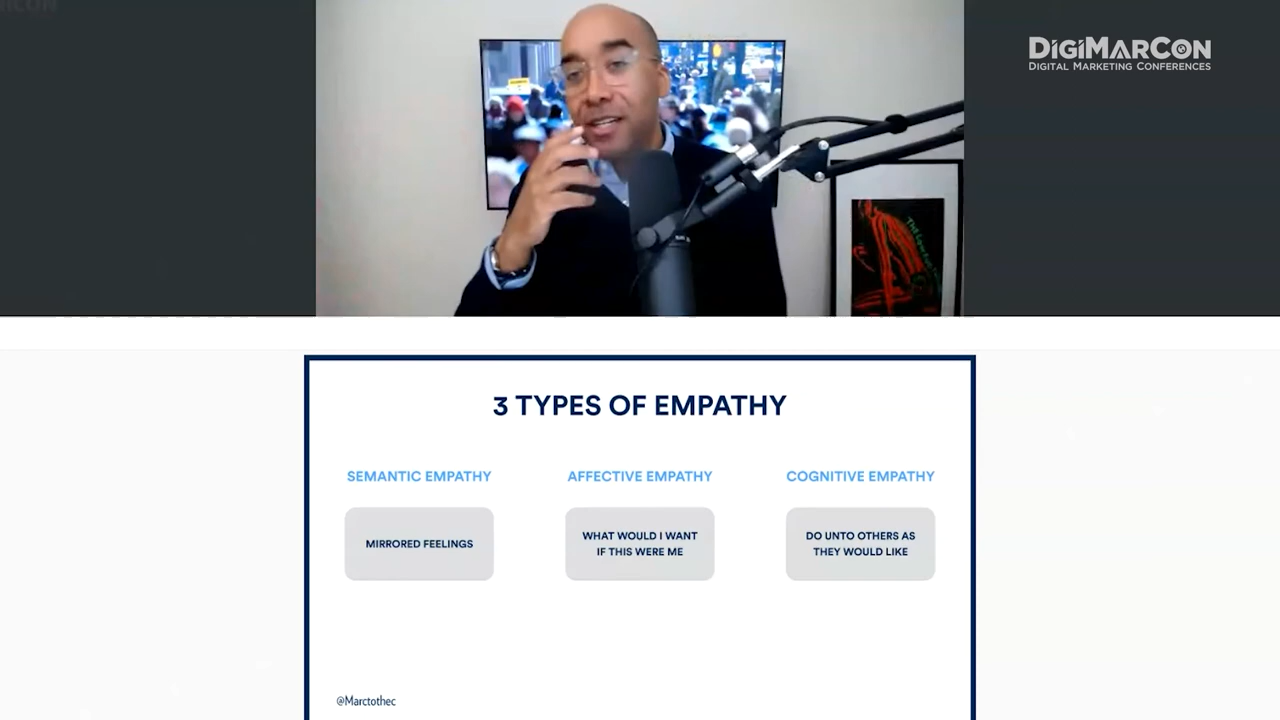 DIGIMARCON
DIGITAL MARKETING CONFERENCES
3 TYPES OF EMPATHY
SEMANTIC EMPATHY
AFFECTIVE EMPATHY
COGNITIVE EMPATHY
MIRRORED FEELINGS
WHAT WOULD I WANT
IF THIS WERE ME
DO UNTO OTHERS AS
THEY WOULD LIKE
@Marctothec